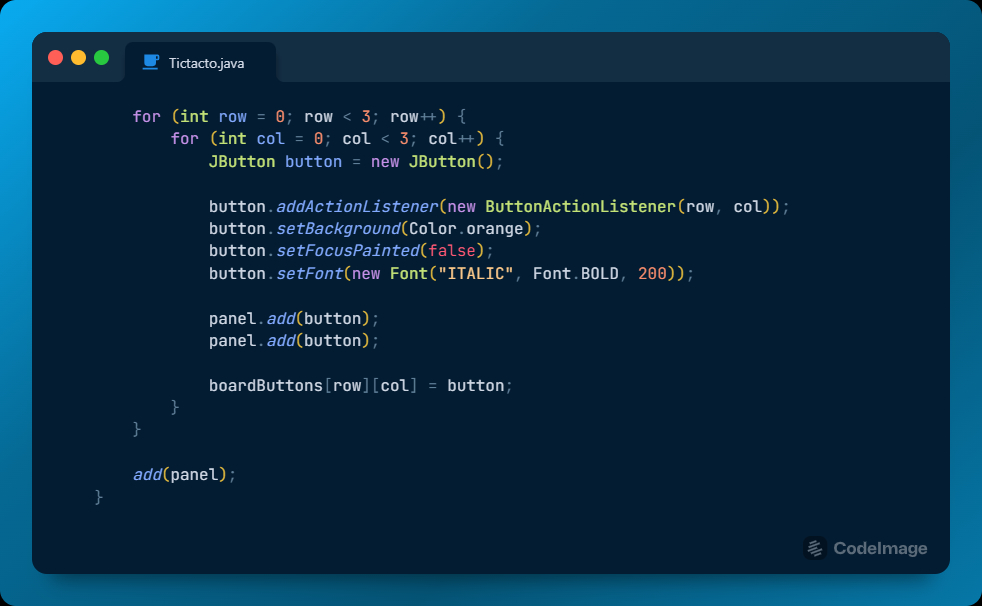 Tictacto.java
for (int row = 0; row < 3; row++) {
for (int col = 0; col < 3; col++) {
JButton button = new JButton();
button.addActionListener(new ButtonActionListener(row, col));
button.setBackground(Color.orange);
button.setFocusPainted(false);
button.setFont(new Font("ITALIC", Font.BOLD, 200));
panel.add(button);
panel.add(button);
boardButtons[row][col] = button;
}
}
add(panel);
}
CodeImage